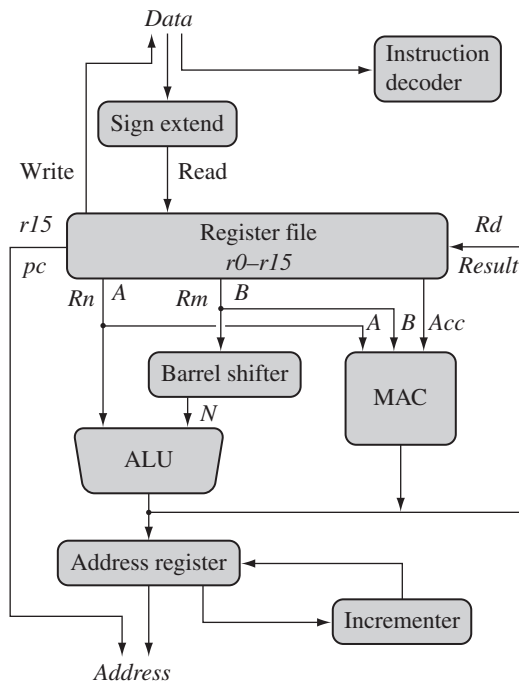 Data
Instruction
decoder
Sign extend
Write
Read
r15
Register file
Rd
pc
r0–r15
Result
Rn
A
Rm
B
A
B
Acc
Barrel shifter
MAC
N
ALU
Address register
Incrementer
Address